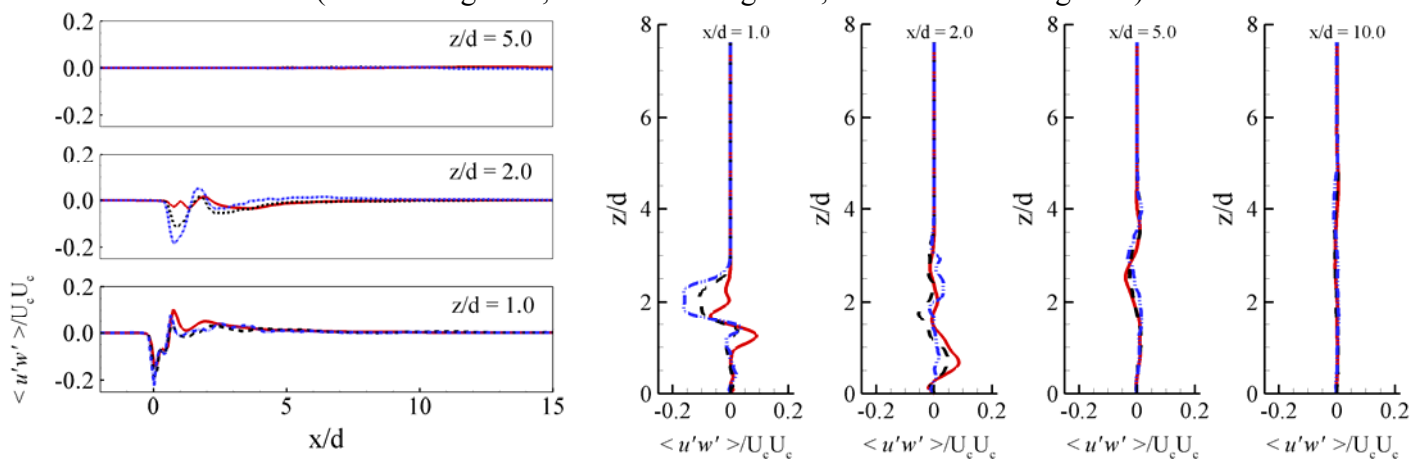 0.2
0.0
-0.2
z/d = 5.0
0.2
0.0
-0.2
z/d = 2.0
0.2
0.0
-0.2
z/d = 1.0
< u'w' >/U_cU_c
0 5 10 15
x/d
8
6
4
2
0
z/d
x/d = 1.0
-0.2 0 0.2
< u'w' >/U_cU_c
8
6
4
2
0
z/d
x/d = 2.0
-0.2 0 0.2
< u'w' >/U_cU_c
8
6
4
2
0
z/d
x/d = 5.0
-0.2 0 0.2
< u'w' >/U_cU_c
8
6
4
2
0
z/d
x/d = 10.0
-0.2 0 0.2
< u'w' >/U_cU_c